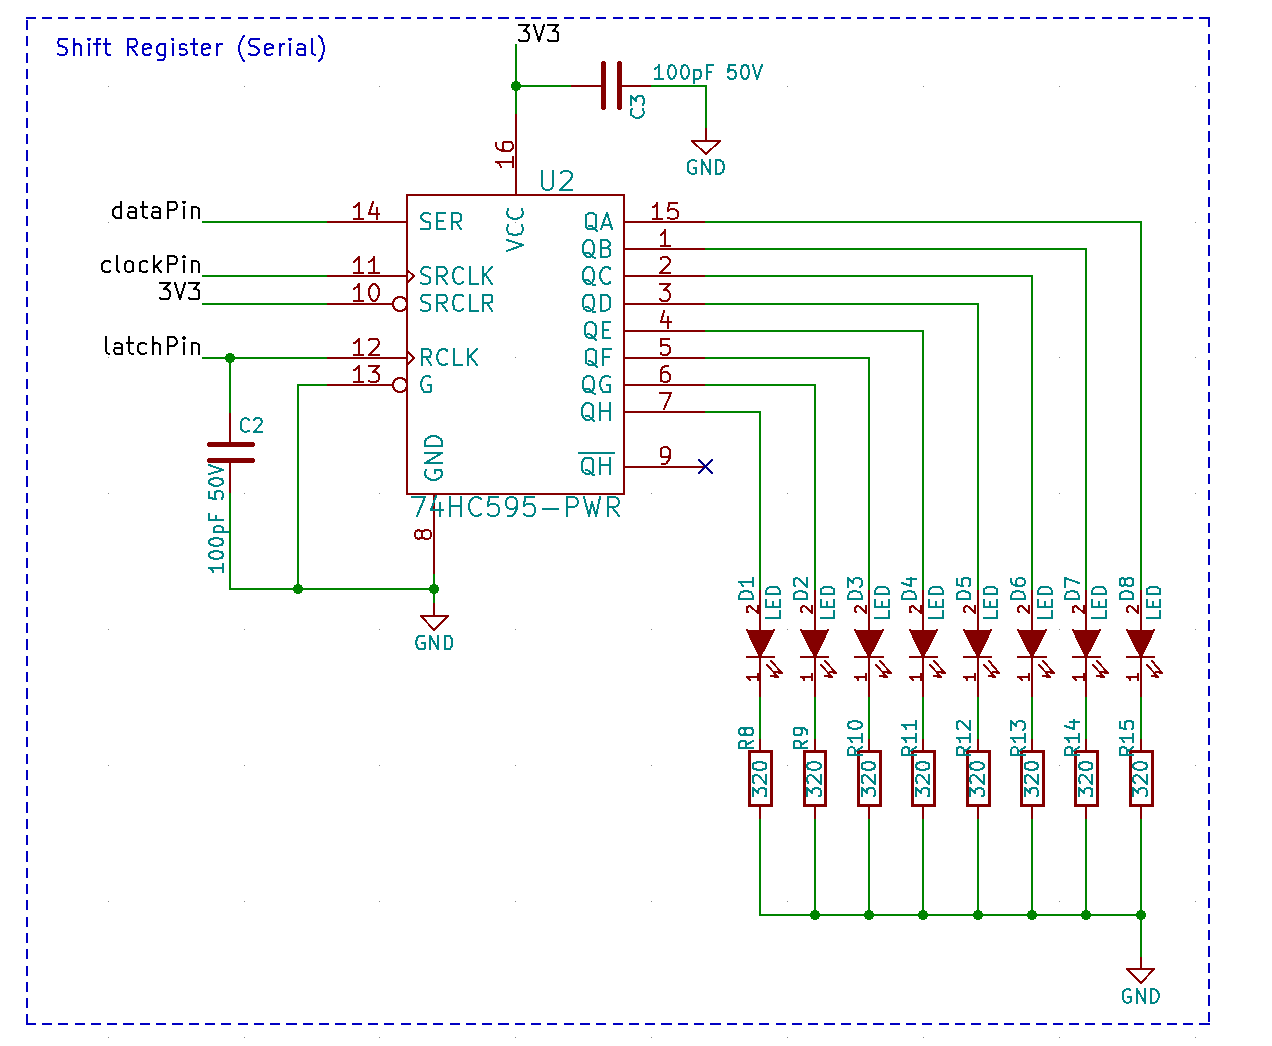 3V3
Shift Register (Serial)
100pF 50V
C3
GND
16
U2
dataPin
14
SER
VCC
QA
15
clockPin
11
SRCLK
QB
1
3V3
10
SRCLR
QC
2
QD
3
latchPin
12
RCLK
QE
4
13
G
QF
5
QG
6
QH
7
C2
100pF 50V
GND
QH
9
74HC595-PWR
8
GND
D1
LED
D2
LED
D3
LED
D4
LED
D5
LED
D6
LED
D7
LED
D8
LED
2
2
2
2
2
2
2
2
1
1
1
1
1
1
1
1
R8
R9
R10
R11
R12
R13
R14
R15
320
320
320
320
320
320
320
320
GND